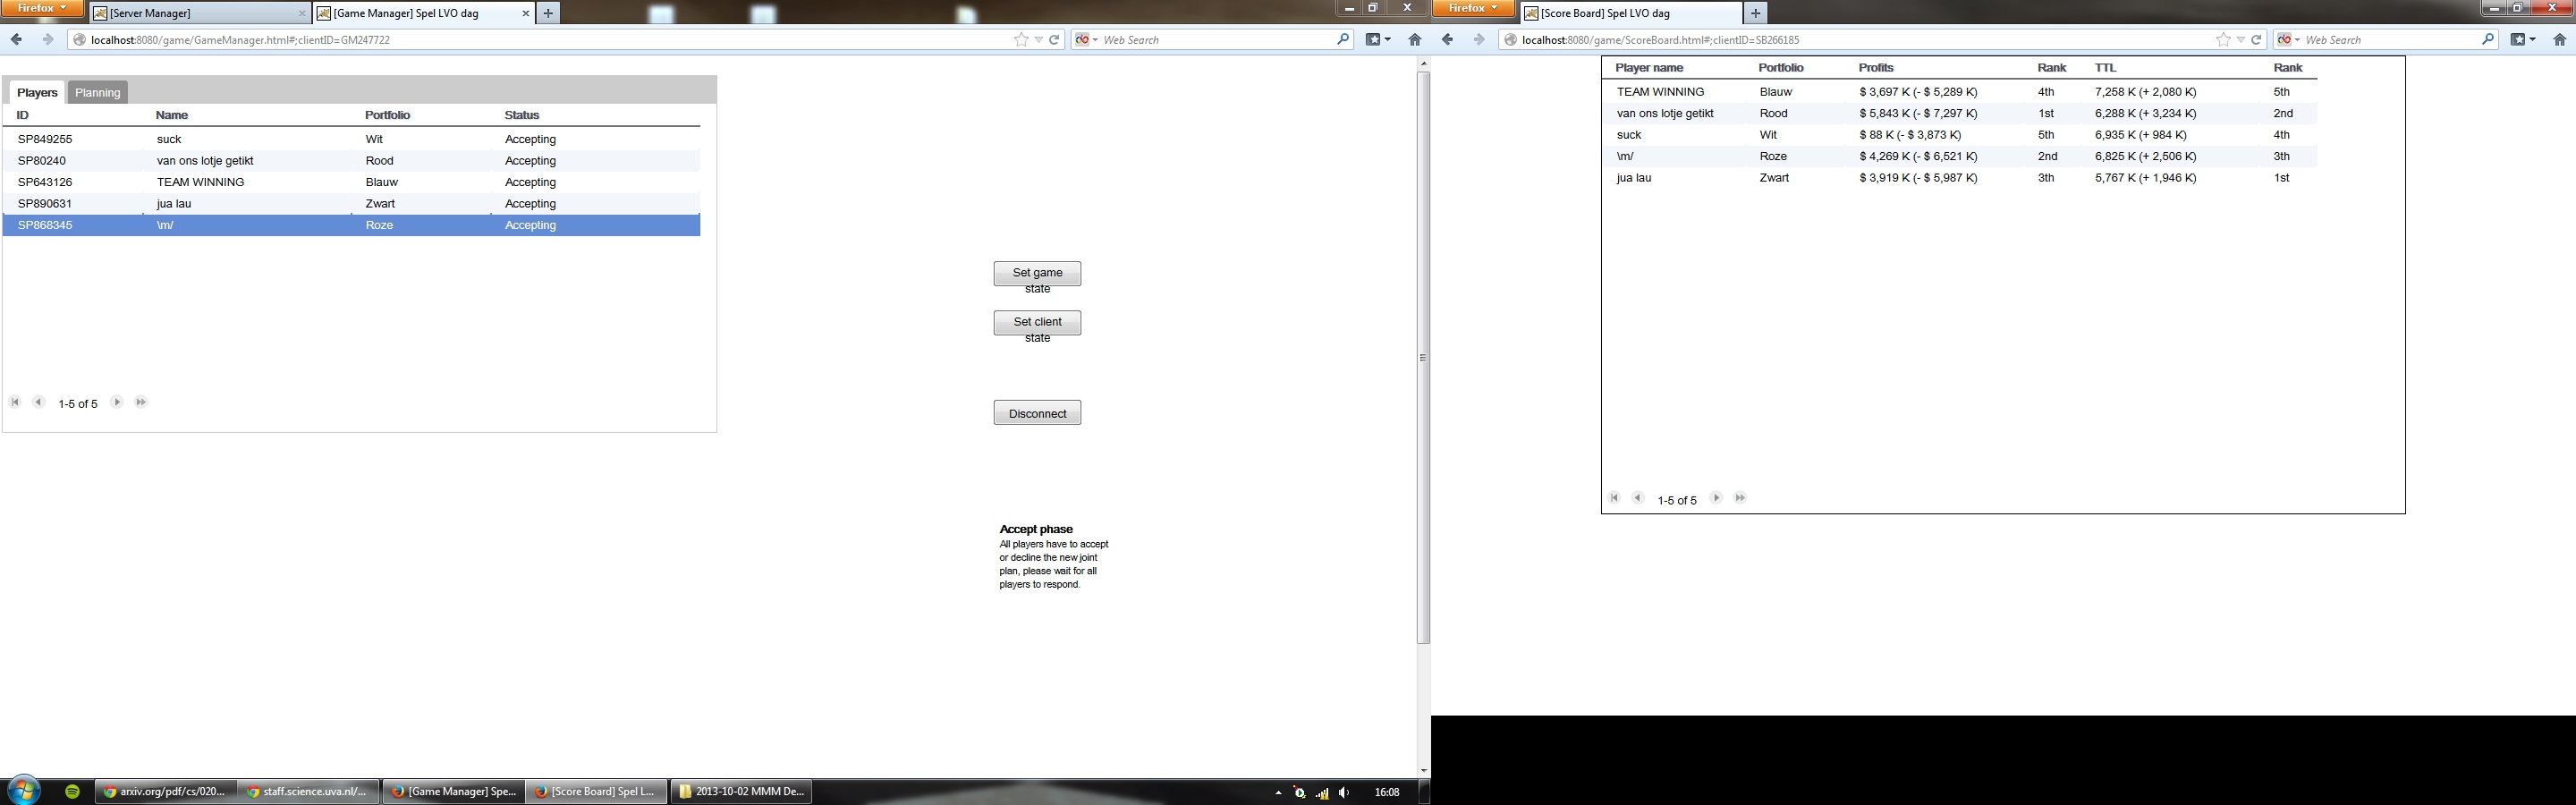 Firefox
[Server Manager]
[Game Manager] Spel LVO dag
localhost:8080/game/GameManager.html#;clientID=GM247722
Web Search
Players Planning
ID Name Portfolio Status
SP849255 suck Wit Accepting
SP80240 van ons lotje getikt Rood Accepting
SP643126 TEAM WINNING Blauw Accepting
SP890631 jua lau Zwart Accepting
SP868345 \m/ Roze Accepting
1-5 of 5
Set game
state
Set client
state
Disconnect
Accept phase
All players have to accept
or decline the new joint
plan, please wait for all
players to respond.
arxiv.org/pdf/cs/020...
staff.science.uva.nl/...
[Game Manager] Spe...
[Score Board] Spel L...
2013-10-02 MMM De...
16:08
Firefox
[Score Board] Spel LVO dag
localhost:8080/game/ScoreBoard.html#;clientID=SB266185
Web Search
Player name Portfolio Profits Rank TTL Rank
TEAM WINNING Blauw $ 3,697 K (- $ 5,289 K) 4th 7,258 K (+ 2,080 K) 5th
van ons lotje getikt Rood $ 5,843 K (- $ 7,297 K) 1st 6,288 K (+ 3,234 K) 2nd
suck Wit $ 88 K (- $ 3,873 K) 5th 6,935 K (+ 984 K) 4th
\m/ Roze $ 4,269 K (- $ 6,521 K) 2nd 6,825 K (+ 2,506 K) 3th
jua lau Zwart $ 3,919 K (- $ 5,987 K) 3th 5,767 K (+ 1,946 K) 1st
1-5 of 5